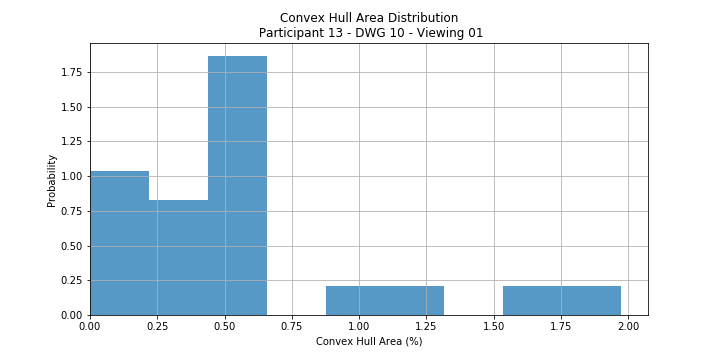 Convex Hull Area Distribution
Participant 13 - DWG 10 - Viewing 01
Probability
1.75
1.50
1.25
1.00
0.75
0.50
0.25
0.00
0.00 0.25 0.50 0.75 1.00 1.25 1.50 1.75 2.00
Convex Hull Area (%)